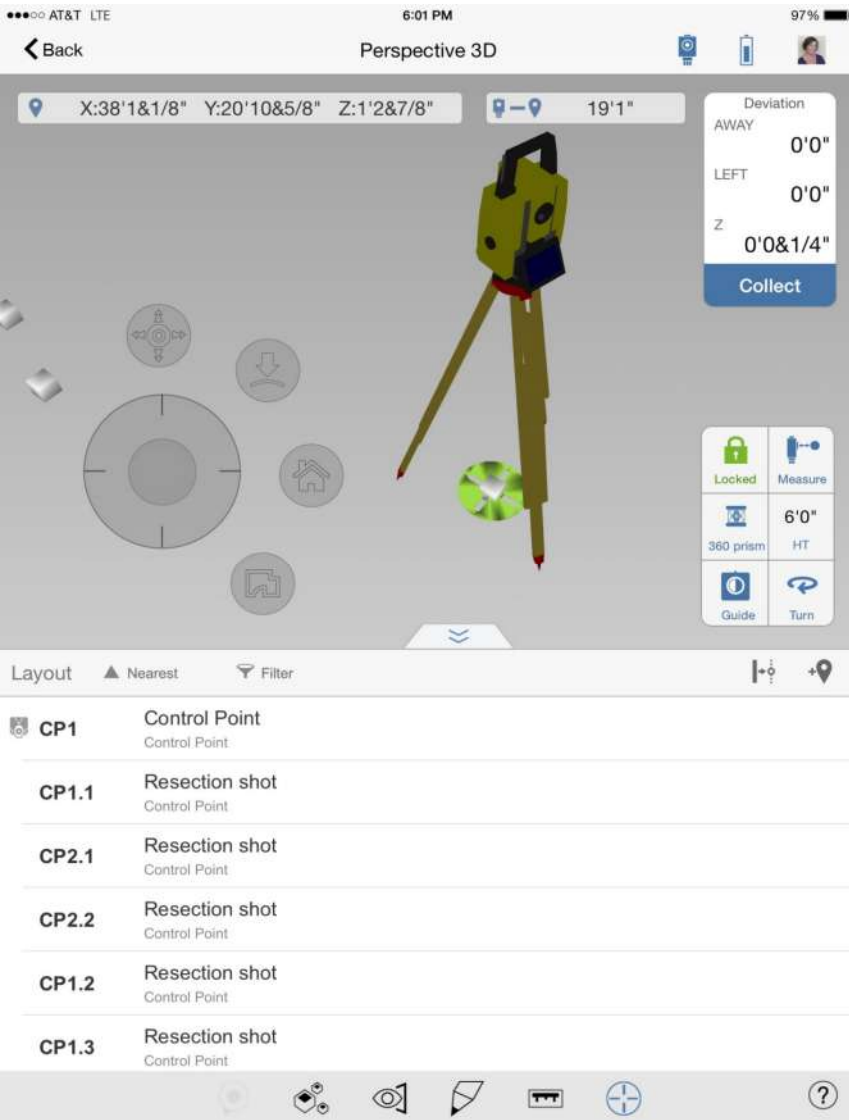 AT&T LTE 6:01 PM 97%
Back Perspective 3D
X:38'1&1/8" Y:20'10&5/8" Z:1'2&7/8" 19'1"
Deviation
AWAY
0'0"
LEFT
0'0"
Z
0'0&1/4"
Collect
Locked Measure
6'0"
360 prism HT
Guide Turn
Layout Nearest Filter
CP1 Control Point
Control Point
CP1.1 Resection shot
Control Point
CP2.1 Resection shot
Control Point
CP2.2 Resection shot
Control Point
CP1.2 Resection shot
Control Point
CP1.3 Resection shot
Control Point
?